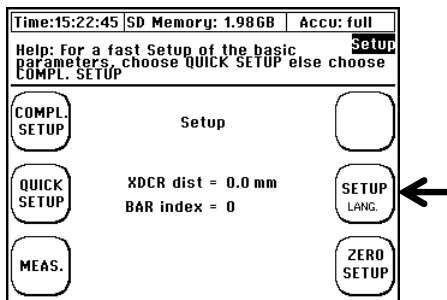 Time:15:22:45 SD Memory: 1.98GB Accu: full
Setup
Help: For a fast Setup of the basic
parameters, choose QUICK SETUP else choose
COMPL. SETUP
COMPL.
SETUP
Setup
QUICK
SETUP
XDCR dist = 0.0 mm
BAR index = 0
SETUP
LANG.
MEAS.
ZERO
SETUP